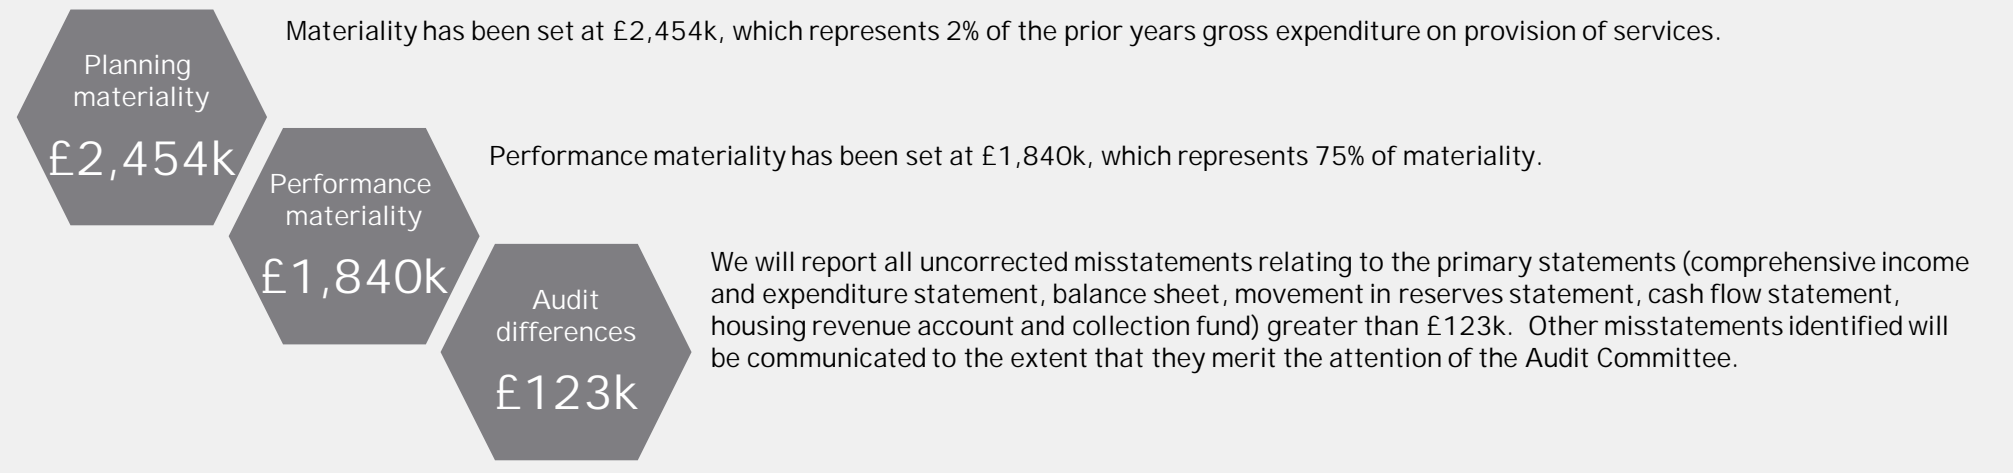 Materiality has been set at £2,454k, which represents 2% of the prior years gross expenditure on provision of services.
Planning
materiality
£2,454k
Performance materiality has been set at £1,840k, which represents 75% of materiality.
Performance
materiality
£1,840k
We will report all uncorrected misstatements relating to the primary statements (comprehensive income
and expenditure statement, balance sheet, movement in reserves statement, cash flow statement,
housing revenue account and collection fund) greater than £123k. Other misstatements identified will
be communicated to the extent that they merit the attention of the Audit Committee.
Audit
differences
£123k